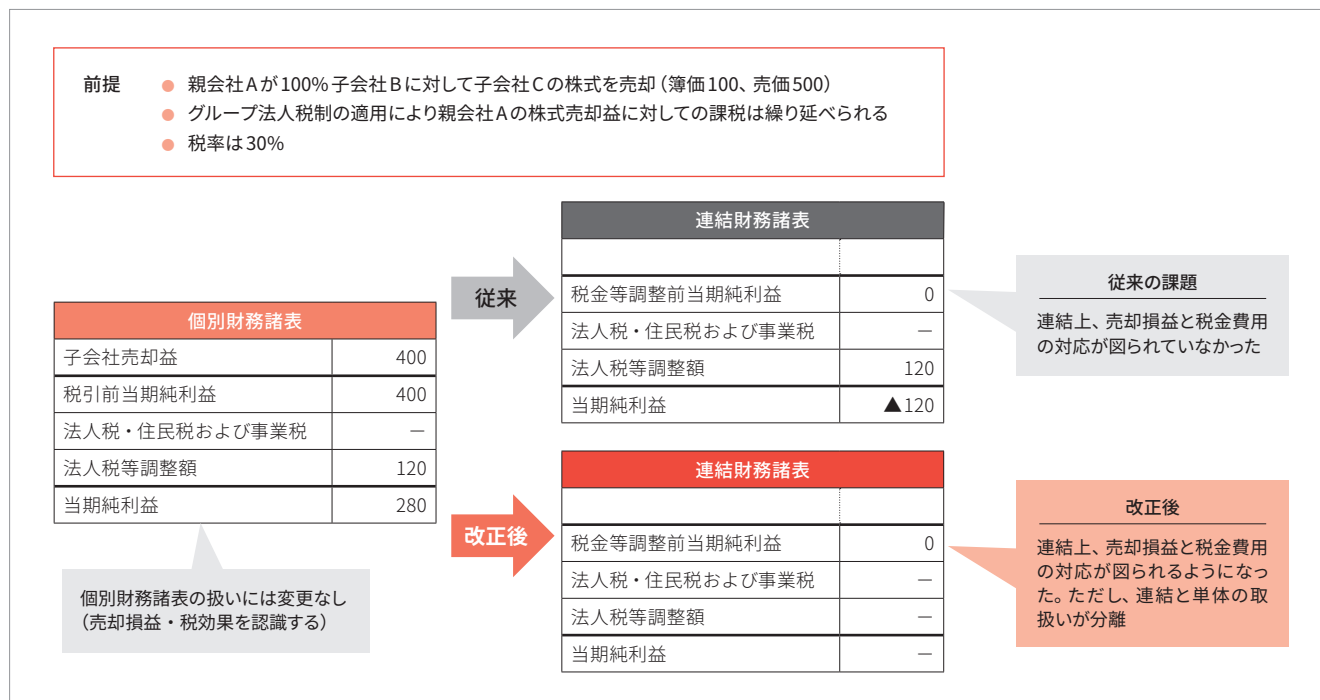 前提
● 親会社Aが100%子会社Bに対して子会社Cの株式を売却（簿価100、売価500）
● グループ法人税制の適用により親会社Aの株式売却益に対しての課税は繰り延べられる
● 税率は30%
個別財務諸表
子会社売却益 400
税引前当期純利益 400
法人税・住民税および事業税 －
法人税等調整額 120
当期純利益 280
個別財務諸表の扱いには変更なし
（売却損益・税効果を認識する）
従来
連結財務諸表
税金等調整前当期純利益 0
法人税・住民税および事業税 －
法人税等調整額 120
当期純利益 ▲120
従来の課題
連結上、売却損益と税金費用
の対応が図られていなかった
改正後
連結財務諸表
税金等調整前当期純利益 0
法人税・住民税および事業税 －
法人税等調整額 －
当期純利益 －
改正後
連結上、売却損益と税金費用
の対応が図られるようになっ
た。ただし、連結と単体の取
扱いが分離